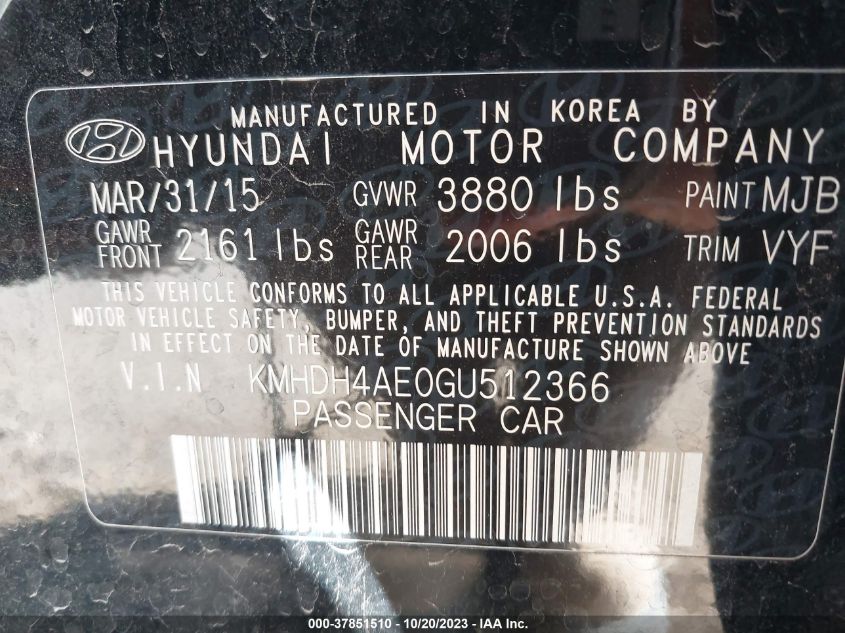 MANUFACTURED IN KOREA BY
HYUNDAI MOTOR COMPANY
MAR/31/15 GVWR 3880 lbs PAINT MJB
GAWR FRONT 2161 lbs GAWR REAR 2006 lbs TRIM VYF
THIS VEHICLE CONFORMS TO ALL APPLICABLE U.S.A. FEDERAL
MOTOR VEHICLE SAFETY, BUMPER, AND THEFT PREVENTION STANDARDS
IN EFFECT ON THE DATE OF MANUFACTURE SHOWN ABOVE
V.I.N KMHDH4AE0GU512366
PASSENGER CAR
000-37851510 - 10/20/2023 - IAA Inc.